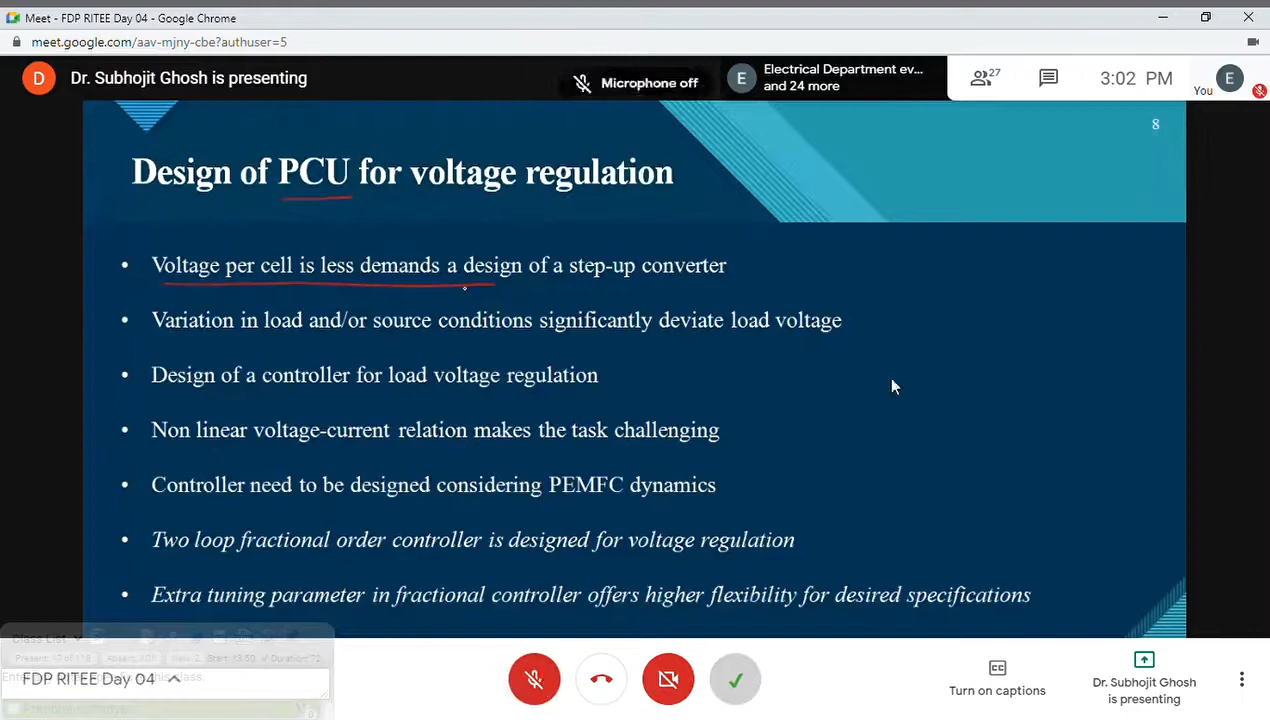 Meet - FDP RITEE Day 04 - Google Chrome
meet.google.com/aav-mjny-cbe?authuser=5
D Dr. Subhojit Ghosh is presenting
Microphone off
E Electrical Department ev...
and 24 more
27
3:02 PM
You
E
8
Design of PCU for voltage regulation
• Voltage per cell is less demands a design of a step-up converter
• Variation in load and/or source conditions significantly deviate load voltage
• Design of a controller for load voltage regulation
• Non linear voltage-current relation makes the task challenging
• Controller need to be designed considering PEMFC dynamics
• Two loop fractional order controller is designed for voltage regulation
• Extra tuning parameter in fractional controller offers higher flexibility for desired specifications
Class List
FDP RITEE Day 04
Turn on captions
Dr. Subhojit Ghosh
is presenting